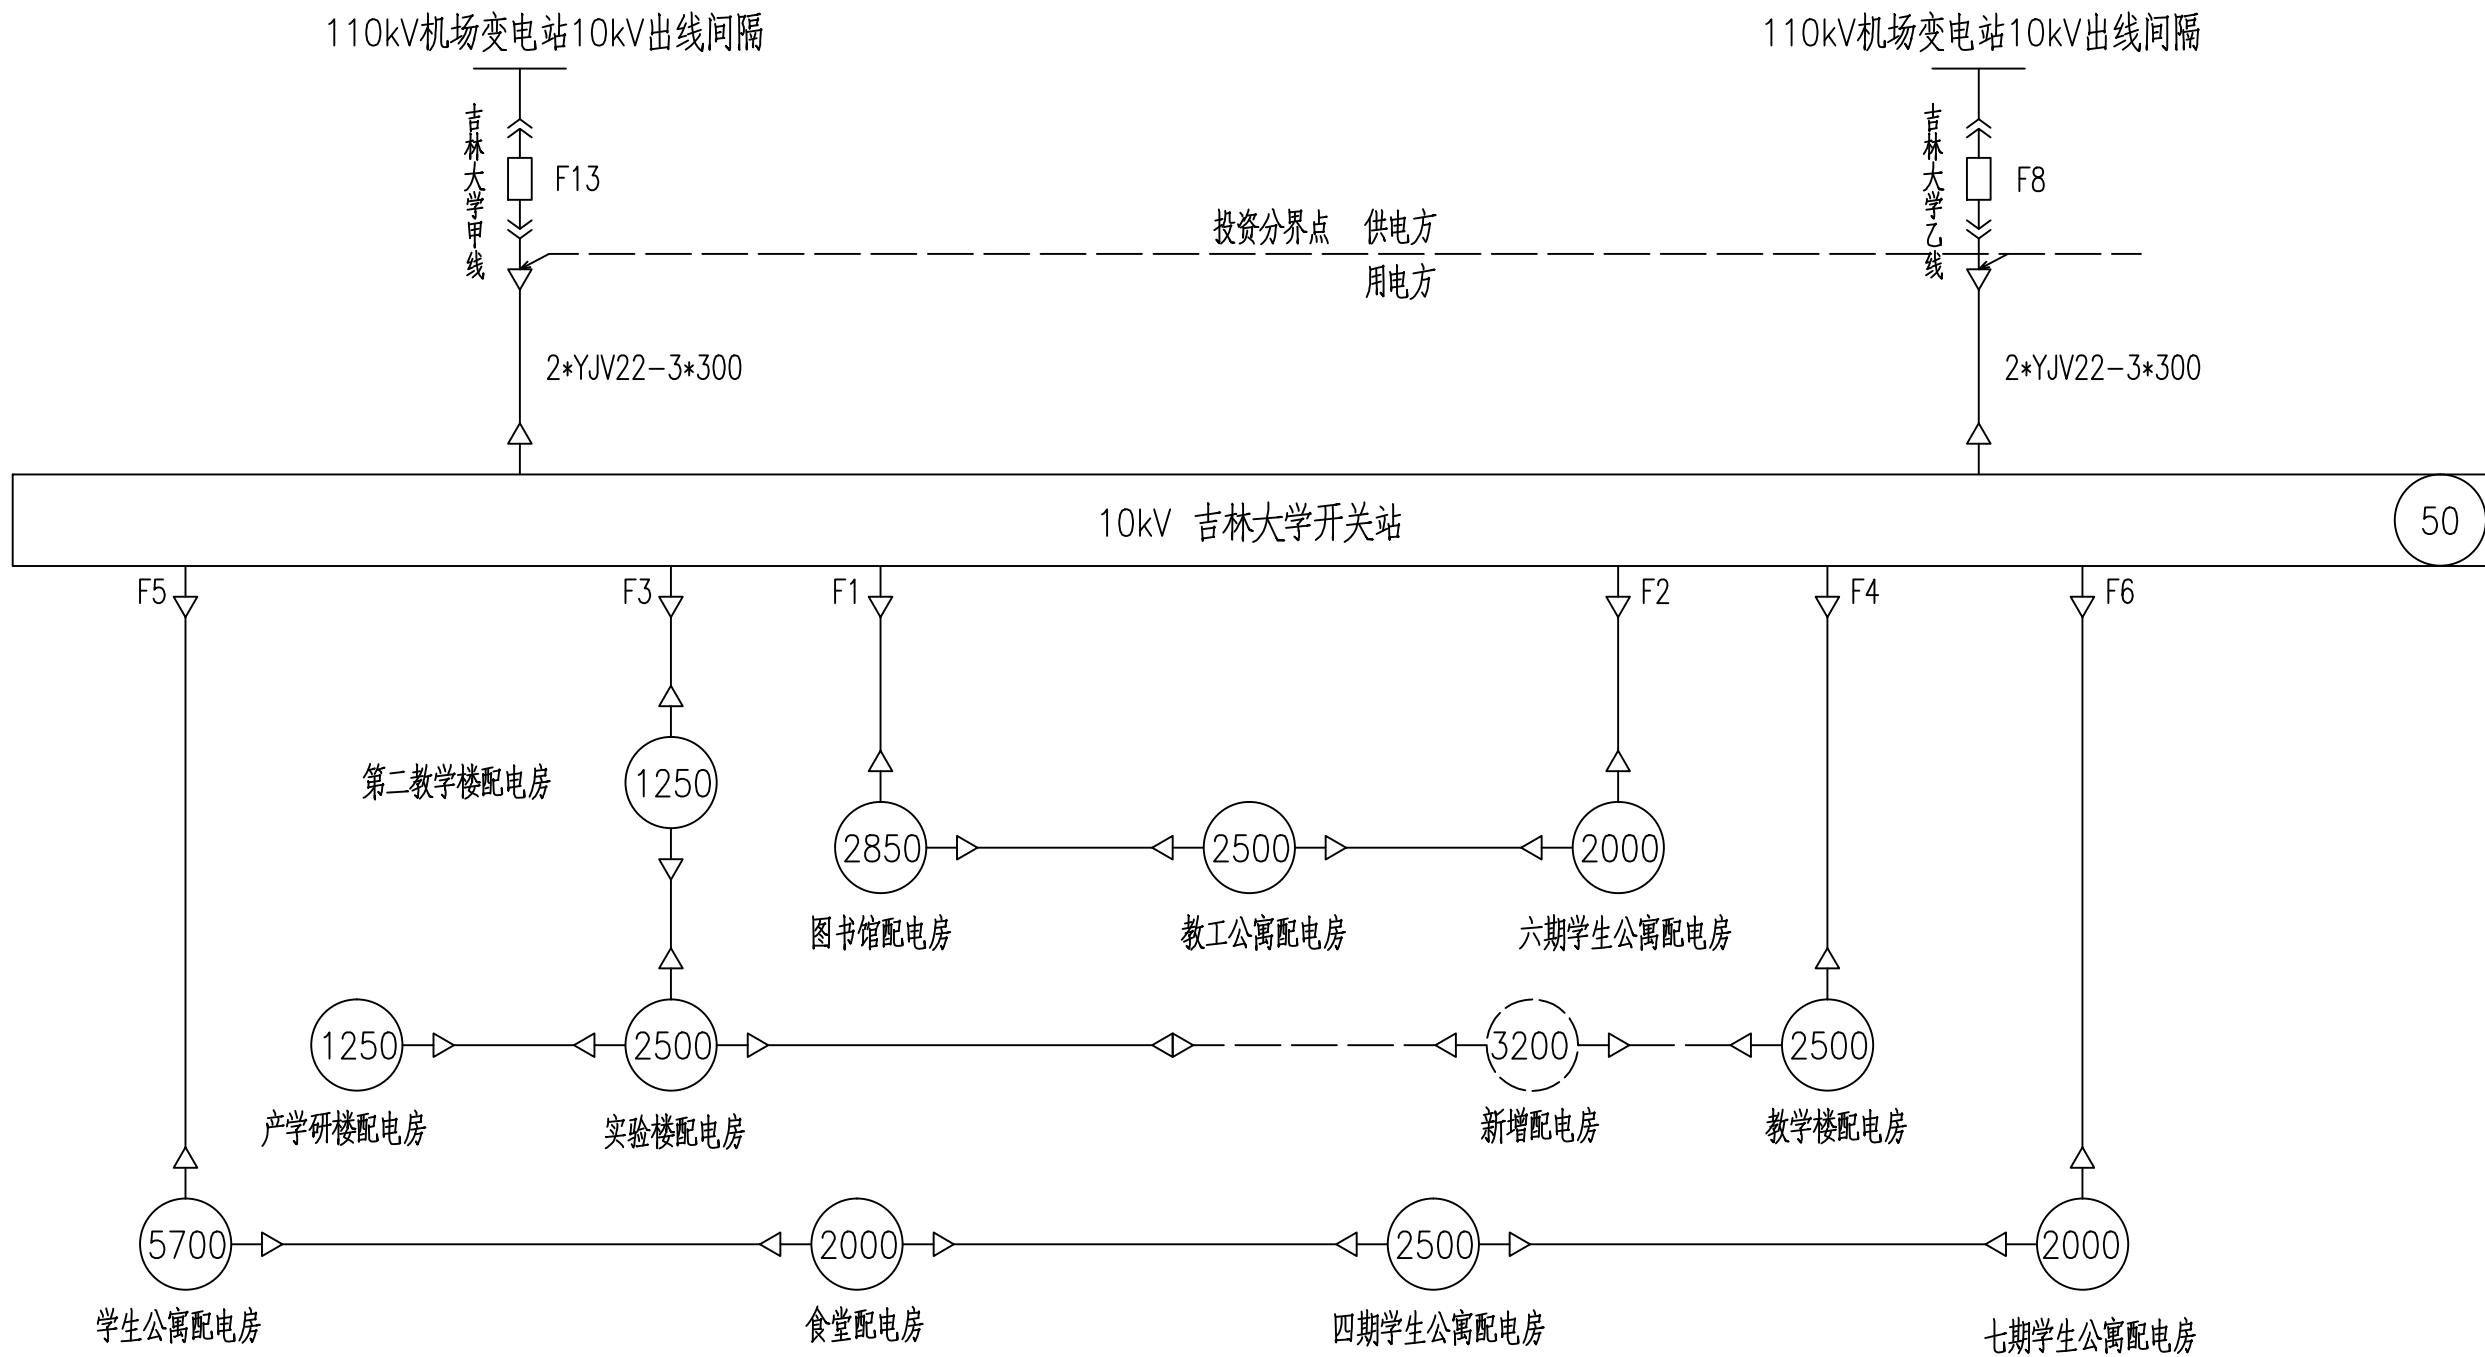 110kV机场变电站10kV出线间隔
110kV机场变电站10kV出线间隔
吉林大学甲线
F13
吉林大学乙线
F8
投资分界点 供电方
用电方
2*YJV22-3*300
2*YJV22-3*300
10kV 吉林大学开关站
50
F5
F3
F1
F2
F4
F6
第二教学楼配电房
1250
2850
2500
2000
图书馆配电房
教工公寓配电房
六期学生公寓配电房
1250
2500
3200
2500
产学研楼配电房
实验楼配电房
新增配电房
教学楼配电房
5700
2000
2500
2000
学生公寓配电房
食堂配电房
四期学生公寓配电房
七期学生公寓配电房